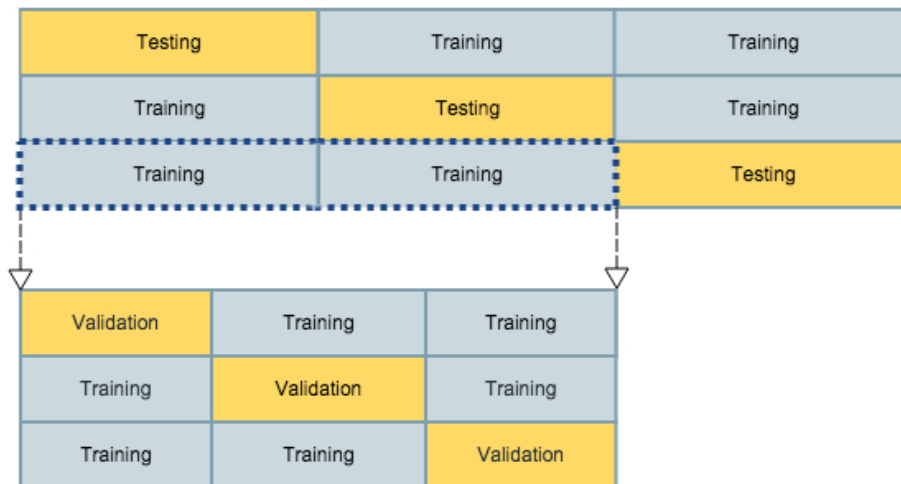 Testing Training Training
Training Testing Training
Training Training Testing
Validation Training Training
Training Validation Training
Training Training Validation